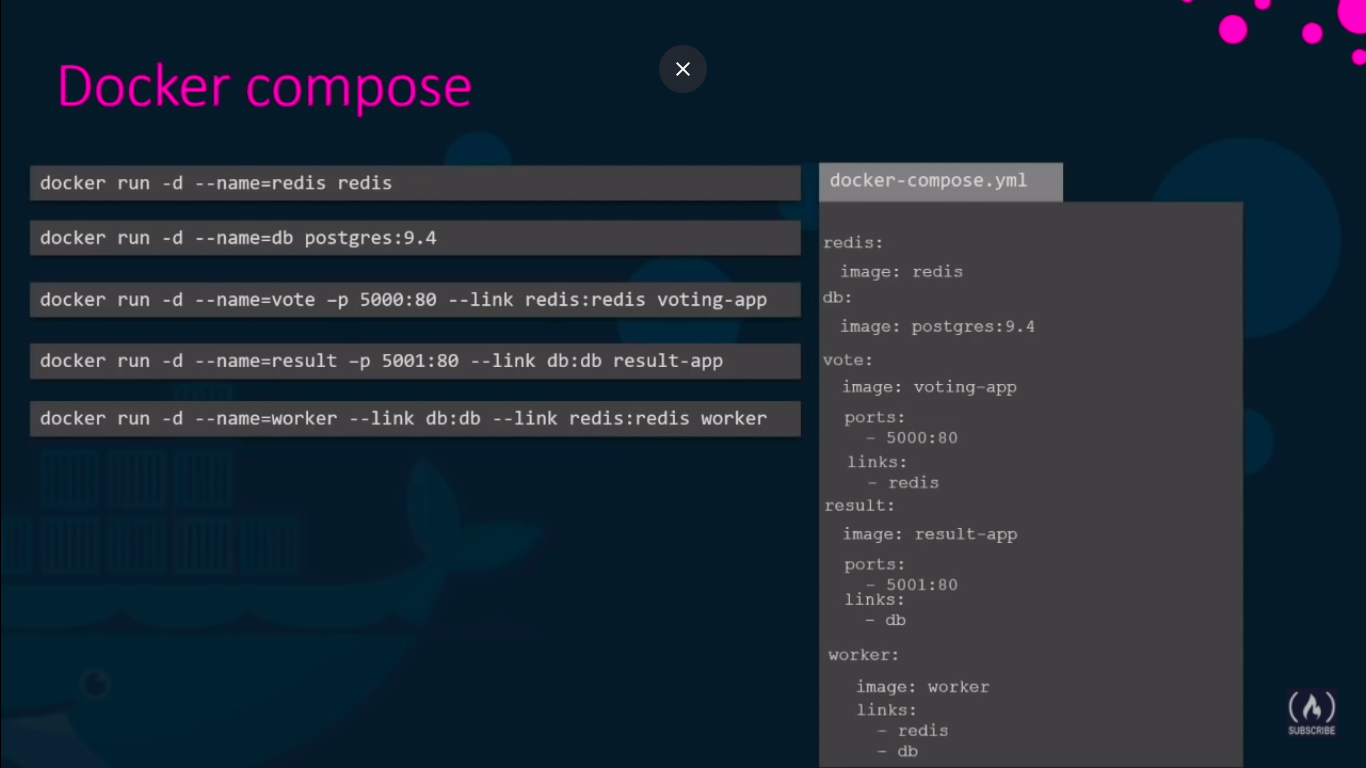 Docker compose
docker run -d --name=redis redis
docker run -d --name=db postgres:9.4
docker run -d --name=vote –p 5000:80 --link redis:redis voting-app
docker run -d --name=result –p 5001:80 --link db:db result-app
docker run -d --name=worker --link db:db --link redis:redis worker
docker-compose.yml
redis:
image: redis
db:
image: postgres:9.4
vote:
image: voting-app
ports:
- 5000:80
links:
- redis
result:
image: result-app
ports:
- 5001:80
links:
- db
worker:
image: worker
links:
- redis
- db
SUBSCRIBE